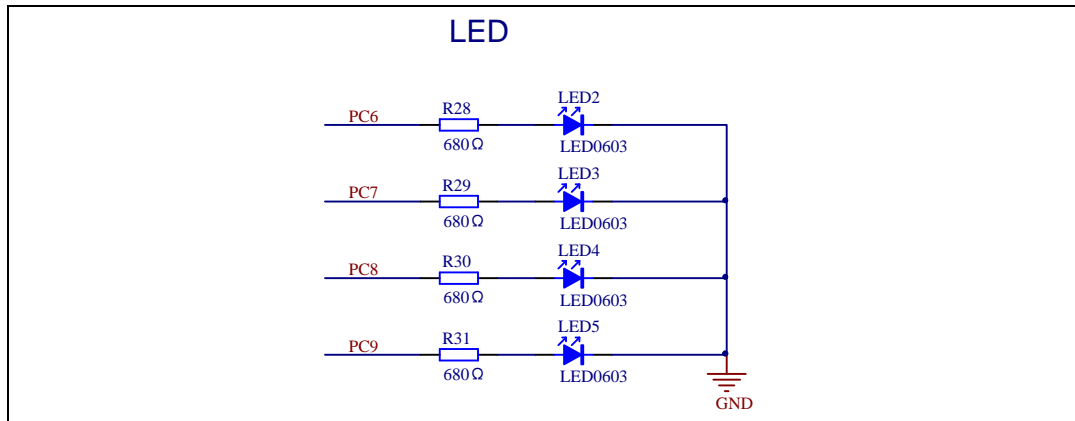 LED
LED2
PC6
R28
680Ω
LED0603
LED3
PC7
R29
680Ω
LED0603
LED4
PC8
R30
680Ω
LED0603
LED5
PC9
R31
680Ω
LED0603
GND